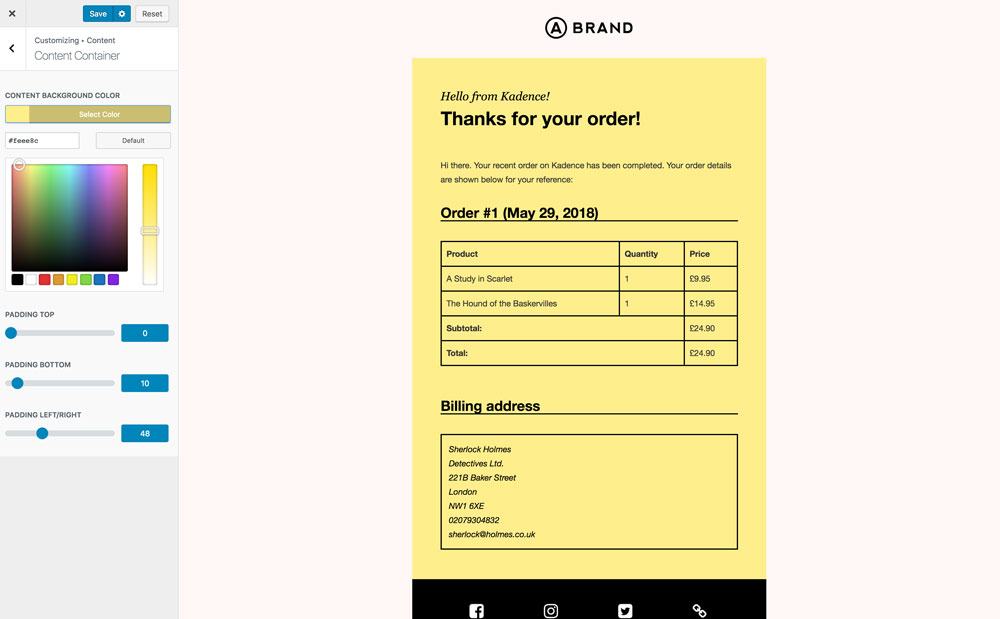 Save
Reset
Customizing • Content
Content Container
CONTENT BACKGROUND COLOR
Select Color
#feee8c
Default
PADDING TOP
0
PADDING BOTTOM
10
PADDING LEFT/RIGHT
48
A BRAND
Hello from Kadence!
Thanks for your order!
Hi there. Your recent order on Kadence has been completed. Your order details
are shown below for your reference:
Order #1 (May 29, 2018)
Product Quantity Price
A Study in Scarlet 1 £9.95
The Hound of the Baskervilles 1 £14.95
Subtotal: £24.90
Total: £24.90
Billing address
Sherlock Holmes
Detectives Ltd.
221B Baker Street
London
NW1 6XE
02079304832
sherlock@holmes.co.uk